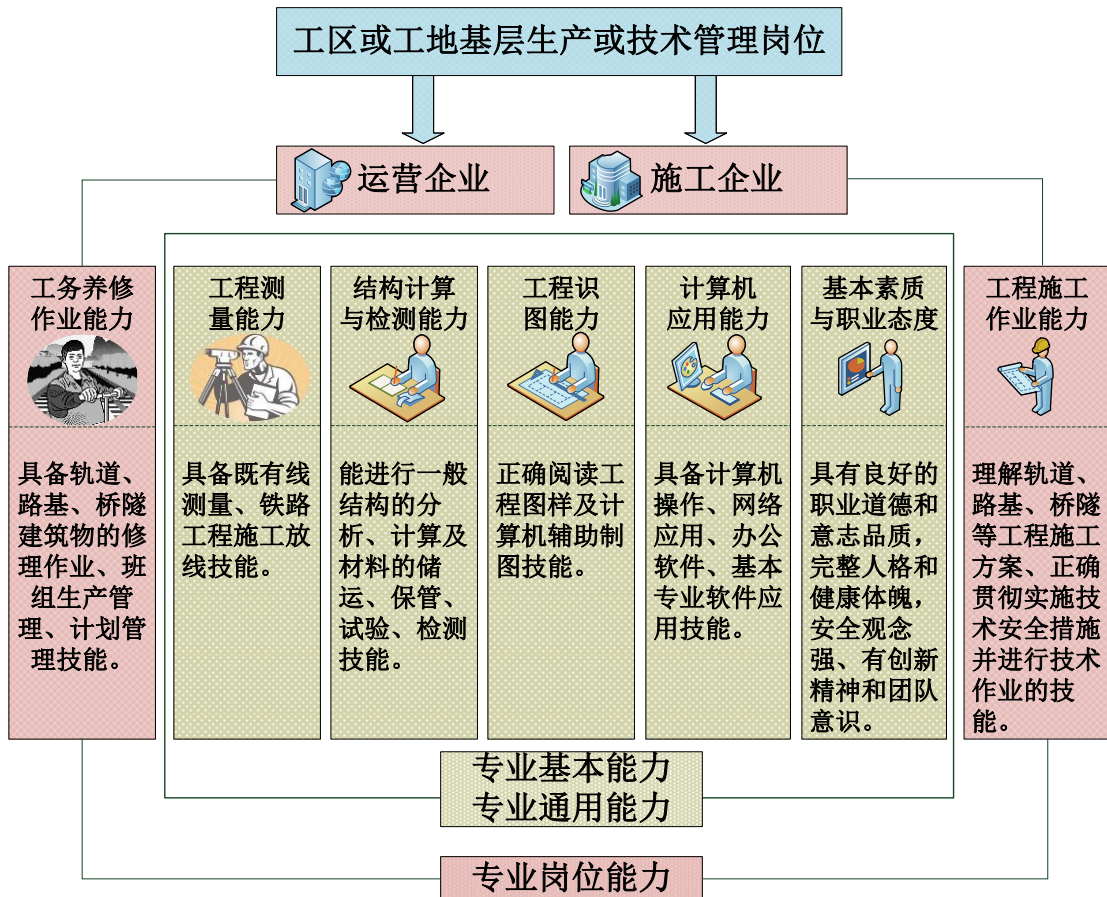 工区或工地基层生产或技术管理岗位
运营企业
施工企业
工务养修
作业能力
具备轨道、
路基、桥隧
建筑物的修
理作业、班
组生产管
理、计划管
理技能。
工程测
量能力
具备既有线
测量、铁路
工程施工放
线技能。
结构计算
与检测能力
能进行一般
结构的分
析、计算及
材料的储
运、保管、
试验、检测
技能。
工程识
图能力
正确阅读工
程图样及计
算机辅助制
图技能。
计算机
应用能力
具备计算机
操作、网络
应用、办公
软件、基本
专业软件应
用技能。
基本素质
与职业态度
具有良好的
职业道德和
意志品质，
完整人格和
健康体魄，
安全观念
强、有创新
精神和团队
意识。
工程施工
作业能力
理解轨道、
路基、桥隧
等工程施工
方案、正确
贯彻实施技
术安全措施
并进行技术
作业的技
能。
专业基本能力
专业通用能力
专业岗位能力